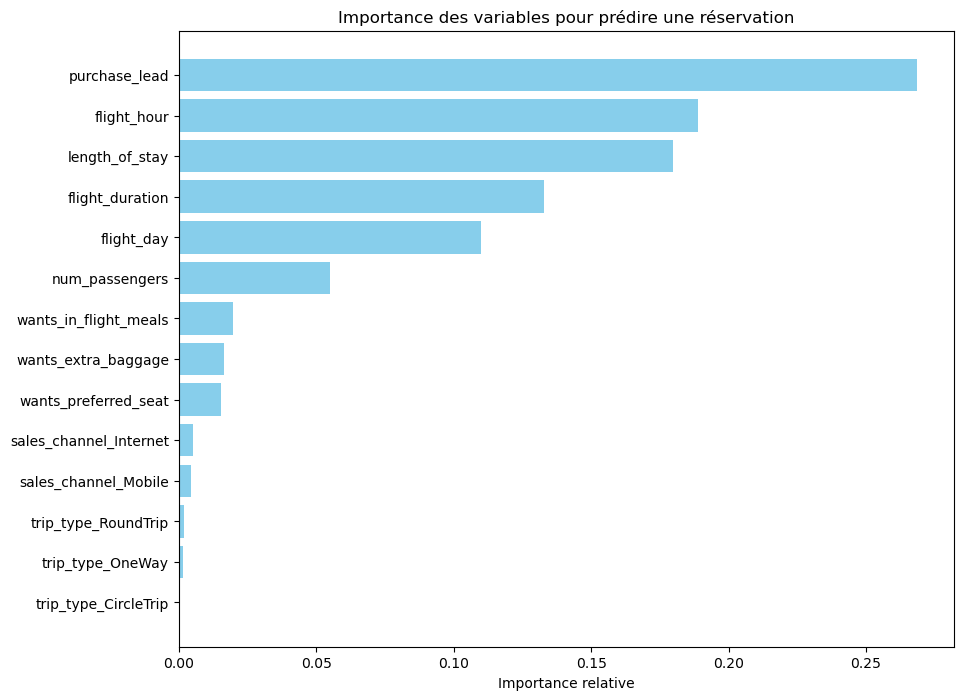 Importance des variables pour prédire une réservation
purchase_lead
flight_hour
length_of_stay
flight_duration
flight_day
num_passengers
wants_in_flight_meals
wants_extra_baggage
wants_preferred_seat
sales_channel_Internet
sales_channel_Mobile
trip_type_RoundTrip
trip_type_OneWay
trip_type_CircleTrip
0.00 0.05 0.10 0.15 0.20 0.25
Importance relative